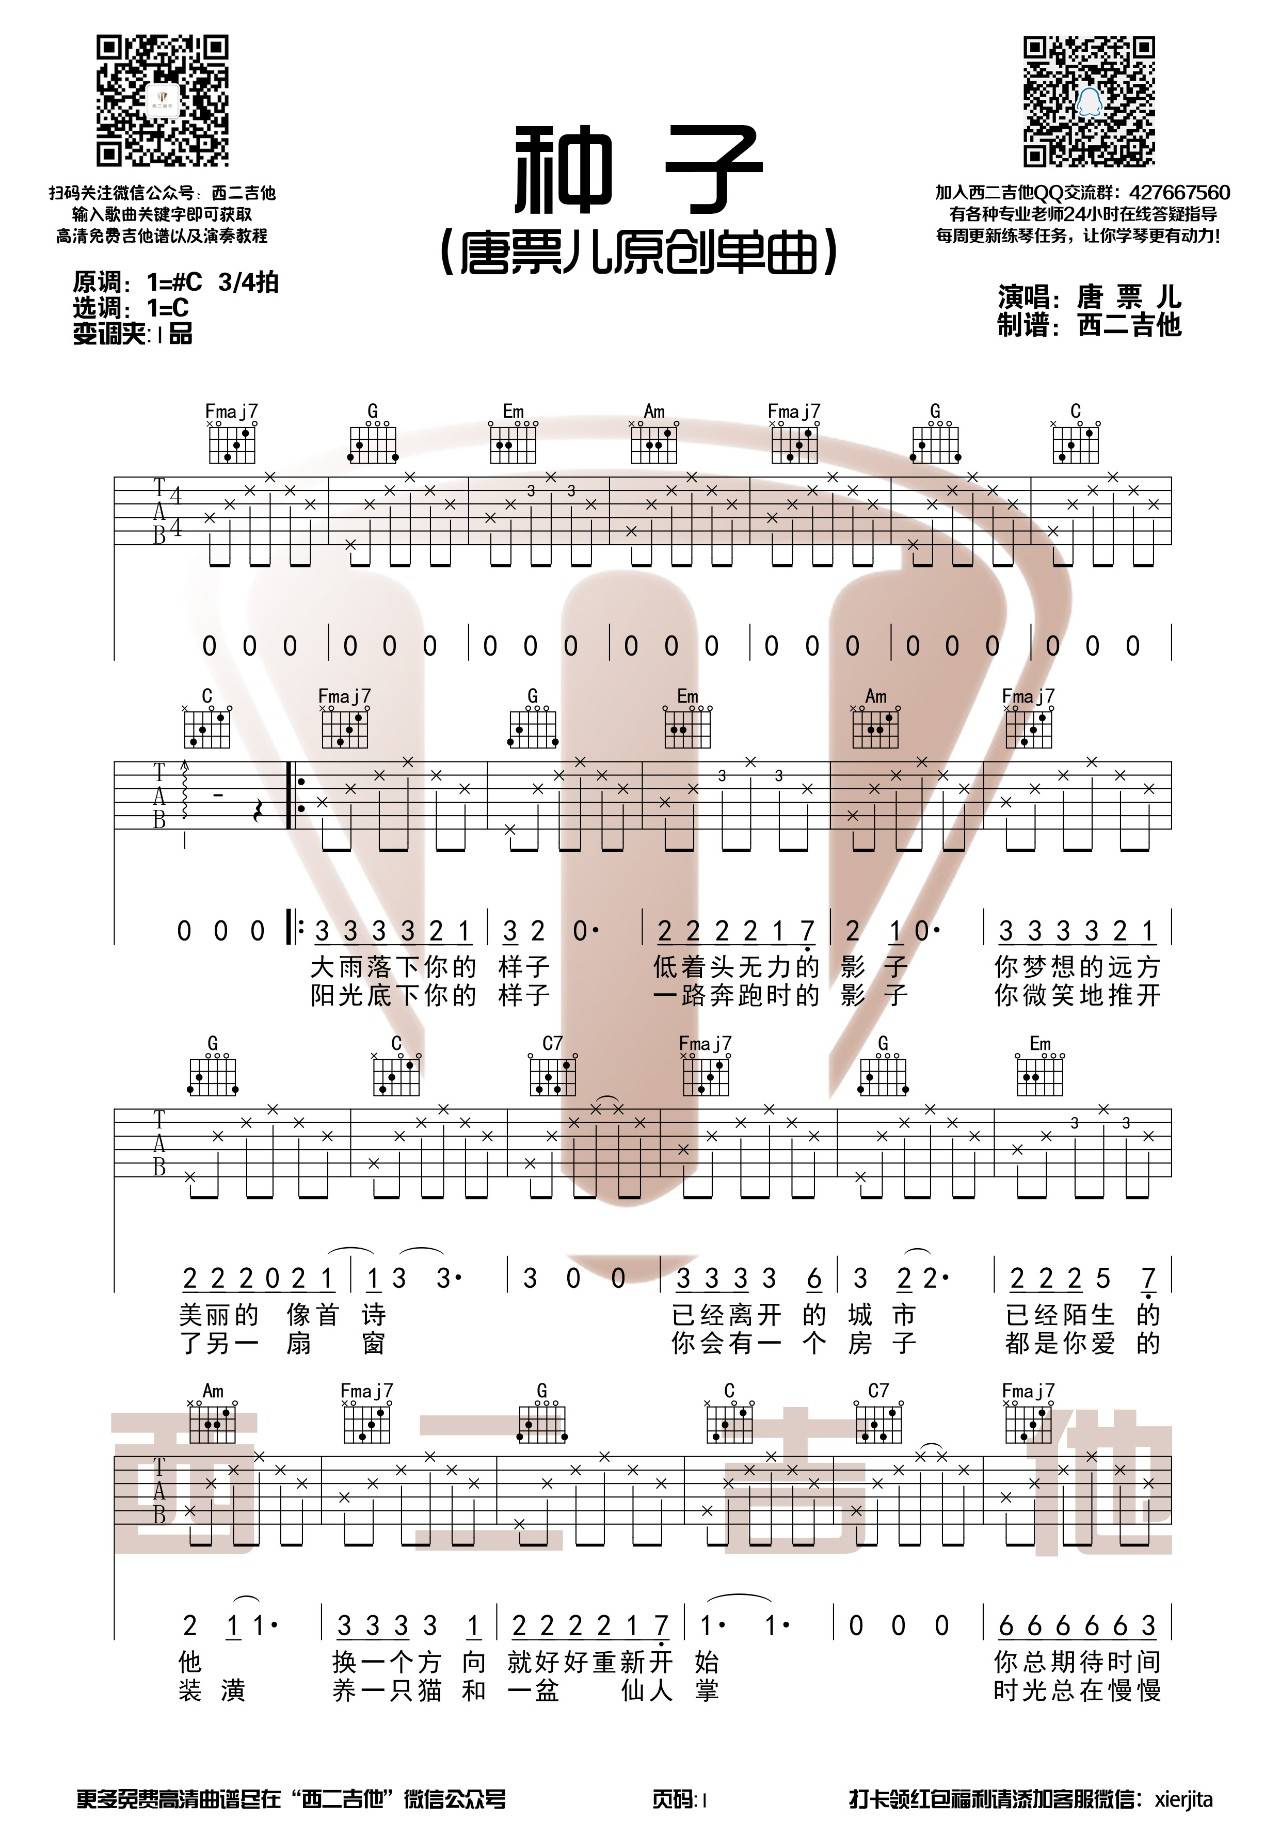 种 子
(唐票儿原创单曲)
扫码关注微信公众号：西二吉他
输入歌曲关键字即可获取
高清免费吉他谱以及演奏教程
加入西二吉他QQ交流群：427667560
有各种专业老师24小时在线答疑指导
每周更新练琴任务，让你学琴更有动力！
原调：1=#C 3/4拍
选调：1=C
变调夹:1品
演唱：唐 票 儿
制谱：西二吉他
Fmaj7 G Em Am Fmaj7 G C
T A B 4 4 3 3
0 0 0 | 0 0 0 | 0 0 0 | 0 0 0 | 0 0 0 | 0 0 0 | 0 0 0
C Fmaj7 G Em Am Fmaj7
T A B 3 3
0 0 0 |: 3 3 3 3 2 1 | 3 2 0· | 2 2 2 2 1 7 | 2 1 0· | 3 3 3 3 2 1
大雨落下你的 样子 低着头无力的 影子 你梦想的远方
阳光底下你的 样子 一路奔跑时的 影子 你微笑地推开
G C C7 Fmaj7 G Em
T A B 3 3
2 2 2 0 2 1 | 1 3 3· | 3 0 0 | 3 3 3 3 6 | 3 2 2· | 2 2 2 5 7
美丽的 像首 诗 已经离开的 城市 已经陌生的
了另一 扇 窗 你会有一个 房子 都是你爱的
Am Fmaj7 G C C7 Fmaj7
西二吉他
T A B
2 1 1· | 3 3 3 3 1 | 2 2 2 2 1 7 | 1· 1· | 0 0 0 | 6 6 6 6 6 3
他 换一个方向 就好好重新开 始 你总期待时间
装潢 养一只猫和 一盆 仙人 掌 时光总在慢慢
更多免费高清曲谱尽在“西二吉他”微信公众号
页码:1
打卡领红包福利请添加客服微信：xierjita